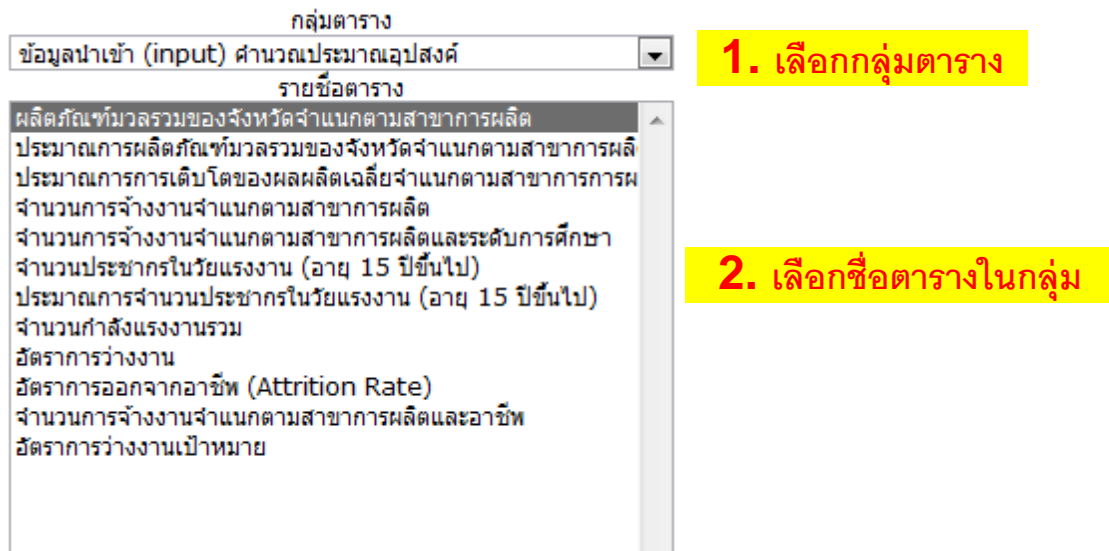 กลุ่มตาราง
ข้อมูลนำเข้า (input) คำนวณประมาณอุปสงค์
1. เลือกกลุ่มตาราง
รายชื่อตาราง
ผลิตภัณฑ์มวลรวมของจังหวัดจำแนกตามสาขาการผลิต
ประมาณการผลิตภัณฑ์มวลรวมของจังหวัดจำแนกตามสาขาการผลิ
ประมาณการการเติบโตของผลผลิตเฉลี่ยจำแนกตามสาขาการการผ
จำนวนการจ้างงานจำแนกตามสาขาการผลิต
จำนวนการจ้างงานจำแนกตามสาขาการผลิตและระดับการศึกษา
จำนวนประชากรในวัยแรงงาน (อายุ 15 ปีขึ้นไป)
2. เลือกชื่อตารางในกลุ่ม
ประมาณการจำนวนประชากรในวัยแรงงาน (อายุ 15 ปีขึ้นไป)
จำนวนกำลังแรงงานรวม
อัตราการว่างงาน
อัตราการออกจากอาชีพ (Attrition Rate)
จำนวนการจ้างงานจำแนกตามสาขาการผลิตและอาชีพ
อัตราการว่างงานเป้าหมาย